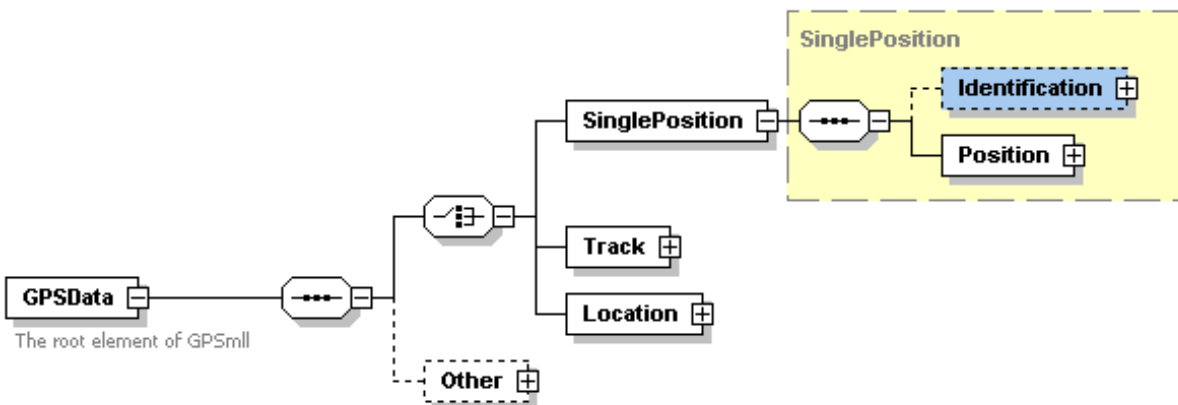 SinglePosition
Identification
SinglePosition
Position
Track
GPSData
Location
The root element of GPSmll
Other